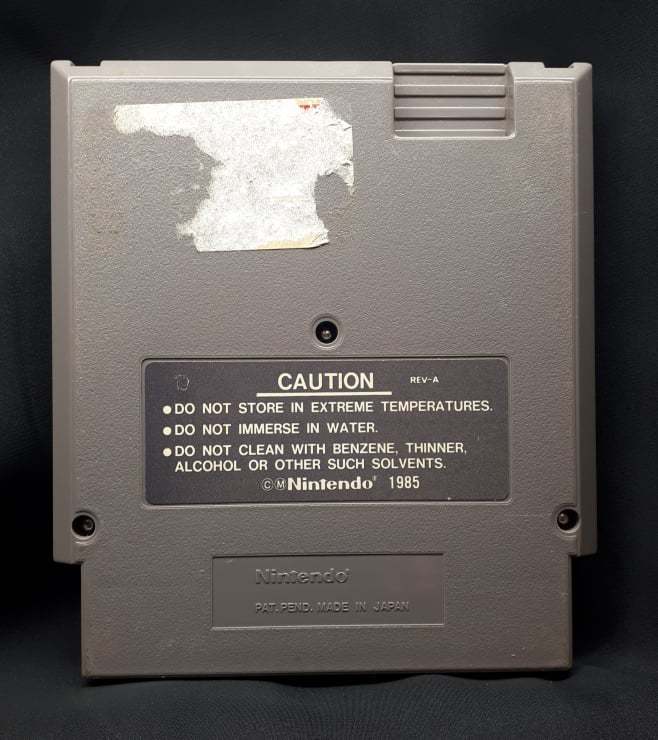 CAUTION REV-A
● DO NOT STORE IN EXTREME TEMPERATURES.
● DO NOT IMMERSE IN WATER.
● DO NOT CLEAN WITH BENZENE, THINNER,
ALCOHOL OR OTHER SUCH SOLVENTS.
ⒸⓂNintendo® 1985
Nintendo®
PAT. PEND. MADE IN JAPAN